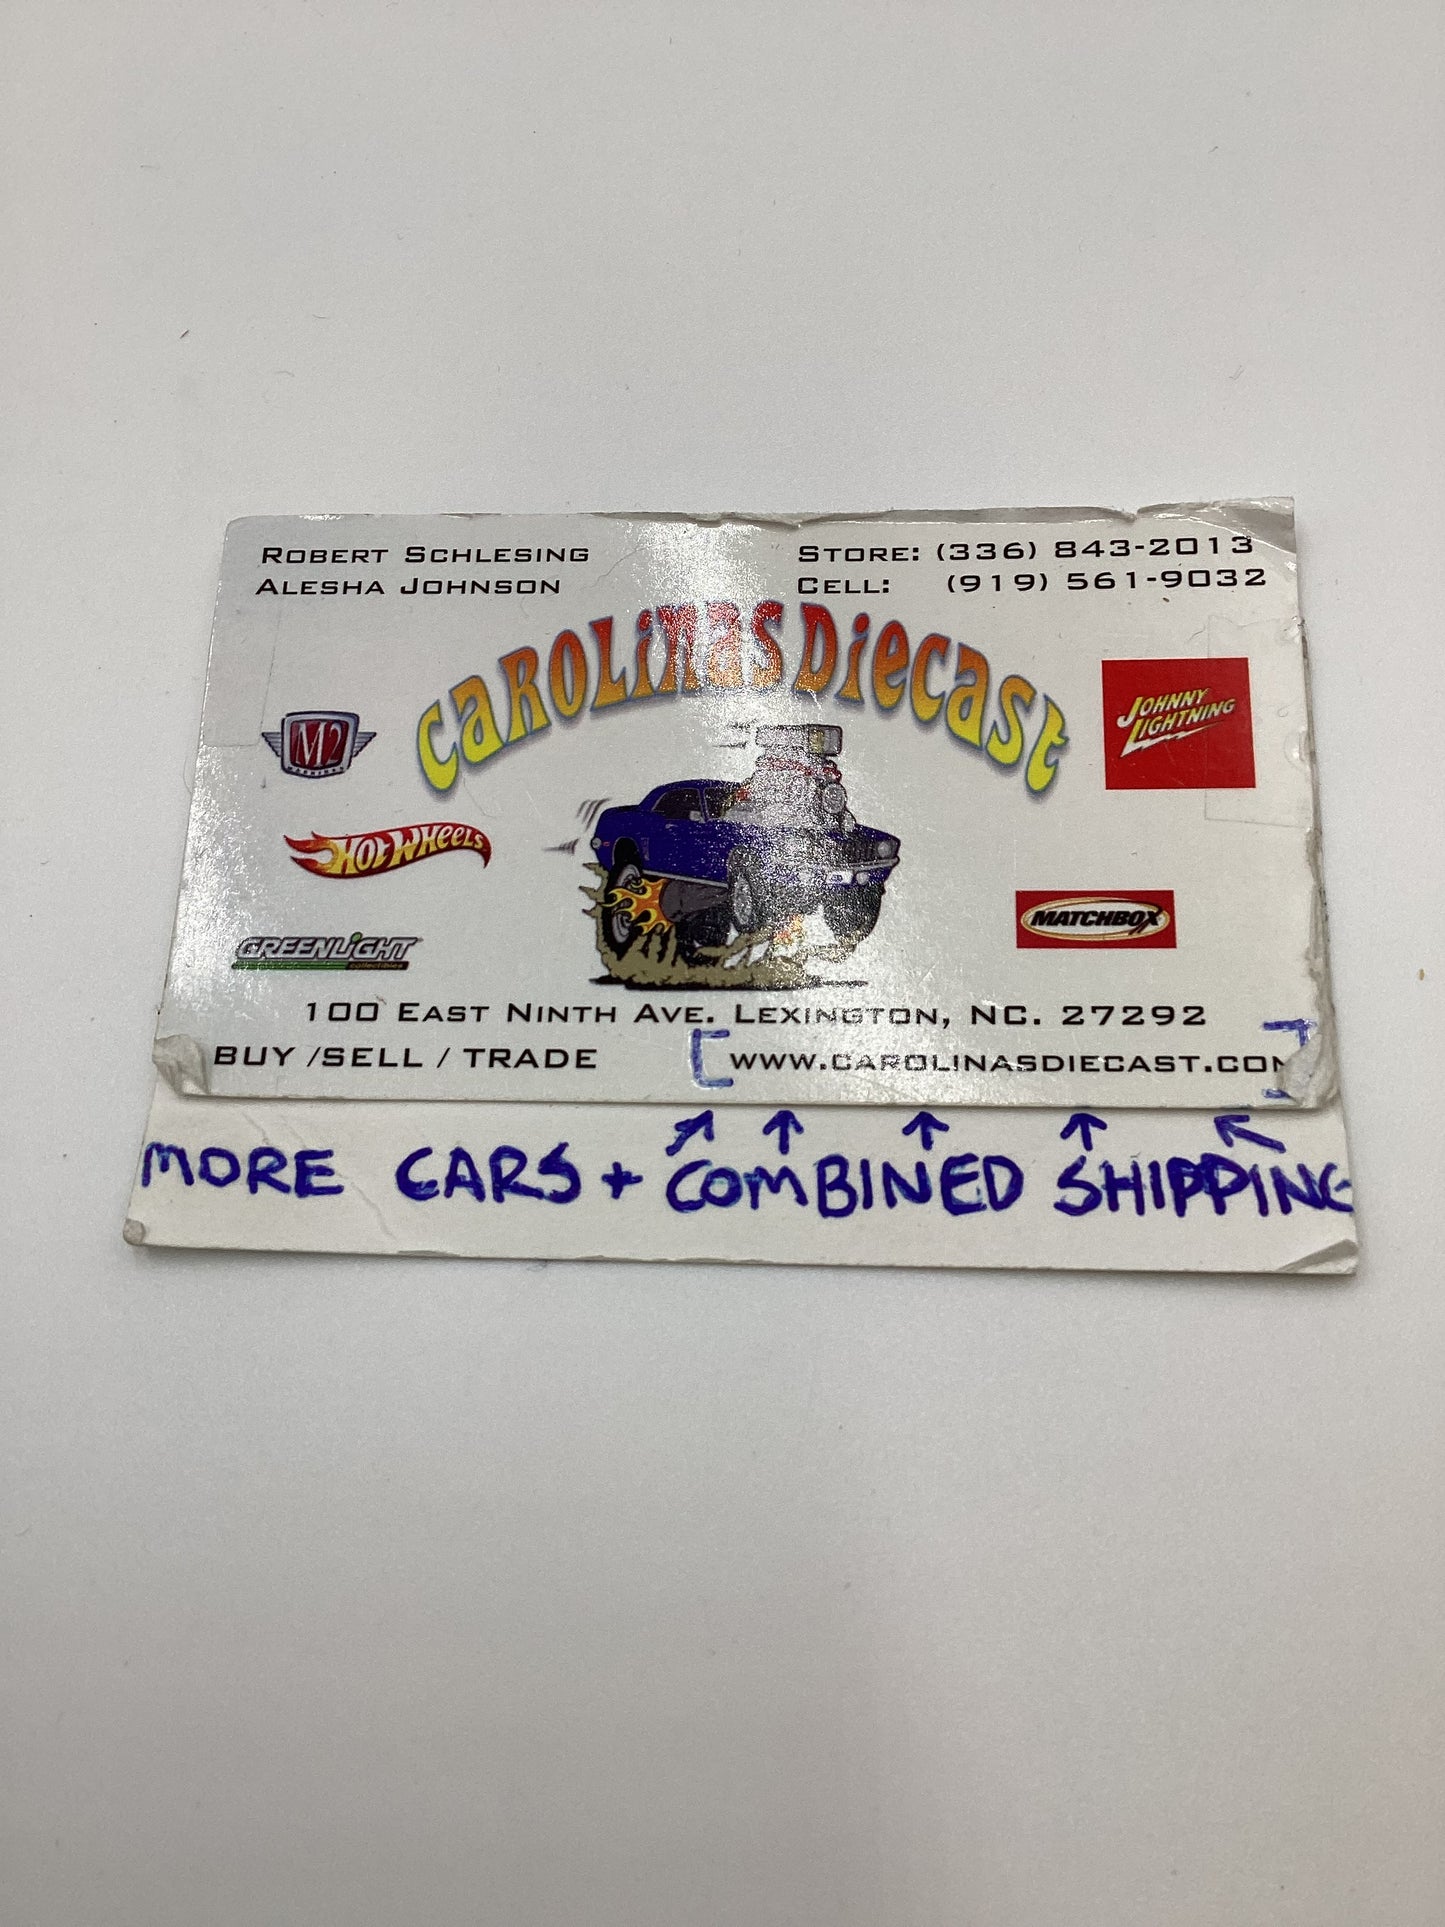 ROBERT SCHLESING
ALESHA JOHNSON
STORE: (336) 843-2013
CELL: (919) 561-9032
CAROLINAS DIECAST
M2
MACHINES
JOHNNY
LIGHTNING
HOT WHEELS
MATCHBOX
GREENLIGHT
collectibles
100 EAST NINTH AVE. LEXINGTON, NC. 27292
BUY /SELL / TRADE
[WWW.CAROLINASDIECAST.COM]
MORE CARS + COMBINED SHIPPING